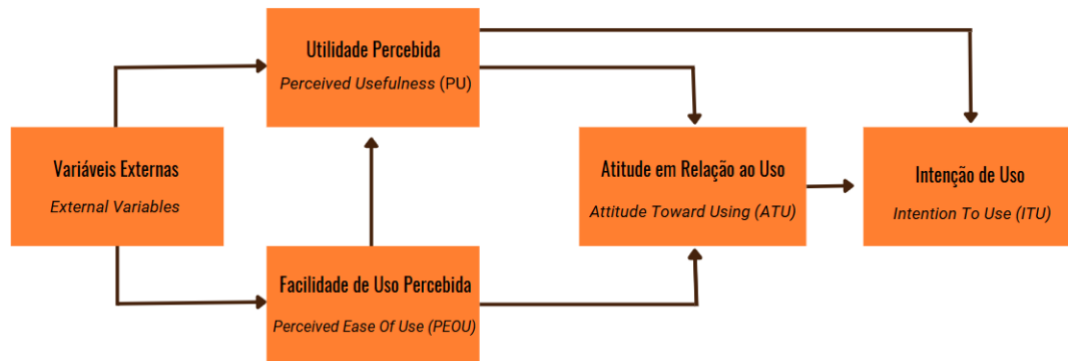 Utilidade Percebida
Perceived Usefulness (PU)
Variáveis Externas
External Variables
Facilidade de Uso Percebida
Perceived Ease Of Use (PEOU)
Atitude em Relação ao Uso
Attitude Toward Using (ATU)
Intenção de Uso
Intention To Use (ITU)